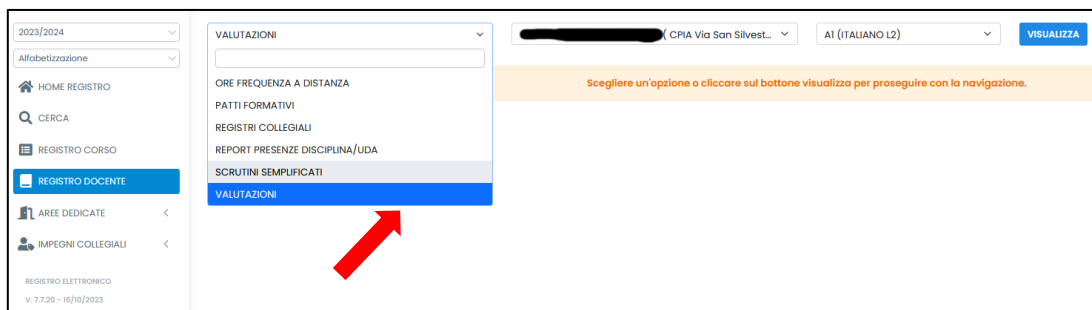 2023/2024
Alfabetizzazione
HOME REGISTRO
CERCA
REGISTRO CORSO
REGISTRO DOCENTE
AREE DEDICATE
IMPEGNI COLLEGIALI
REGISTRO ELETTRONICO
V. 7.7.20 - 16/10/2023
VALUTAZIONI
( CPIA Via San Silvest...
A1 (ITALIANO L2)
VISUALIZZA
ORE FREQUENZA A DISTANZA
PATTI FORMATIVI
REGISTRI COLLEGIALI
REPORT PRESENZE DISCIPLINA/UDA
SCRUTINI SEMPLIFICATI
VALUTAZIONI
Scegliere un'opzione o cliccare sul bottone visualizza per proseguire con la navigazione.